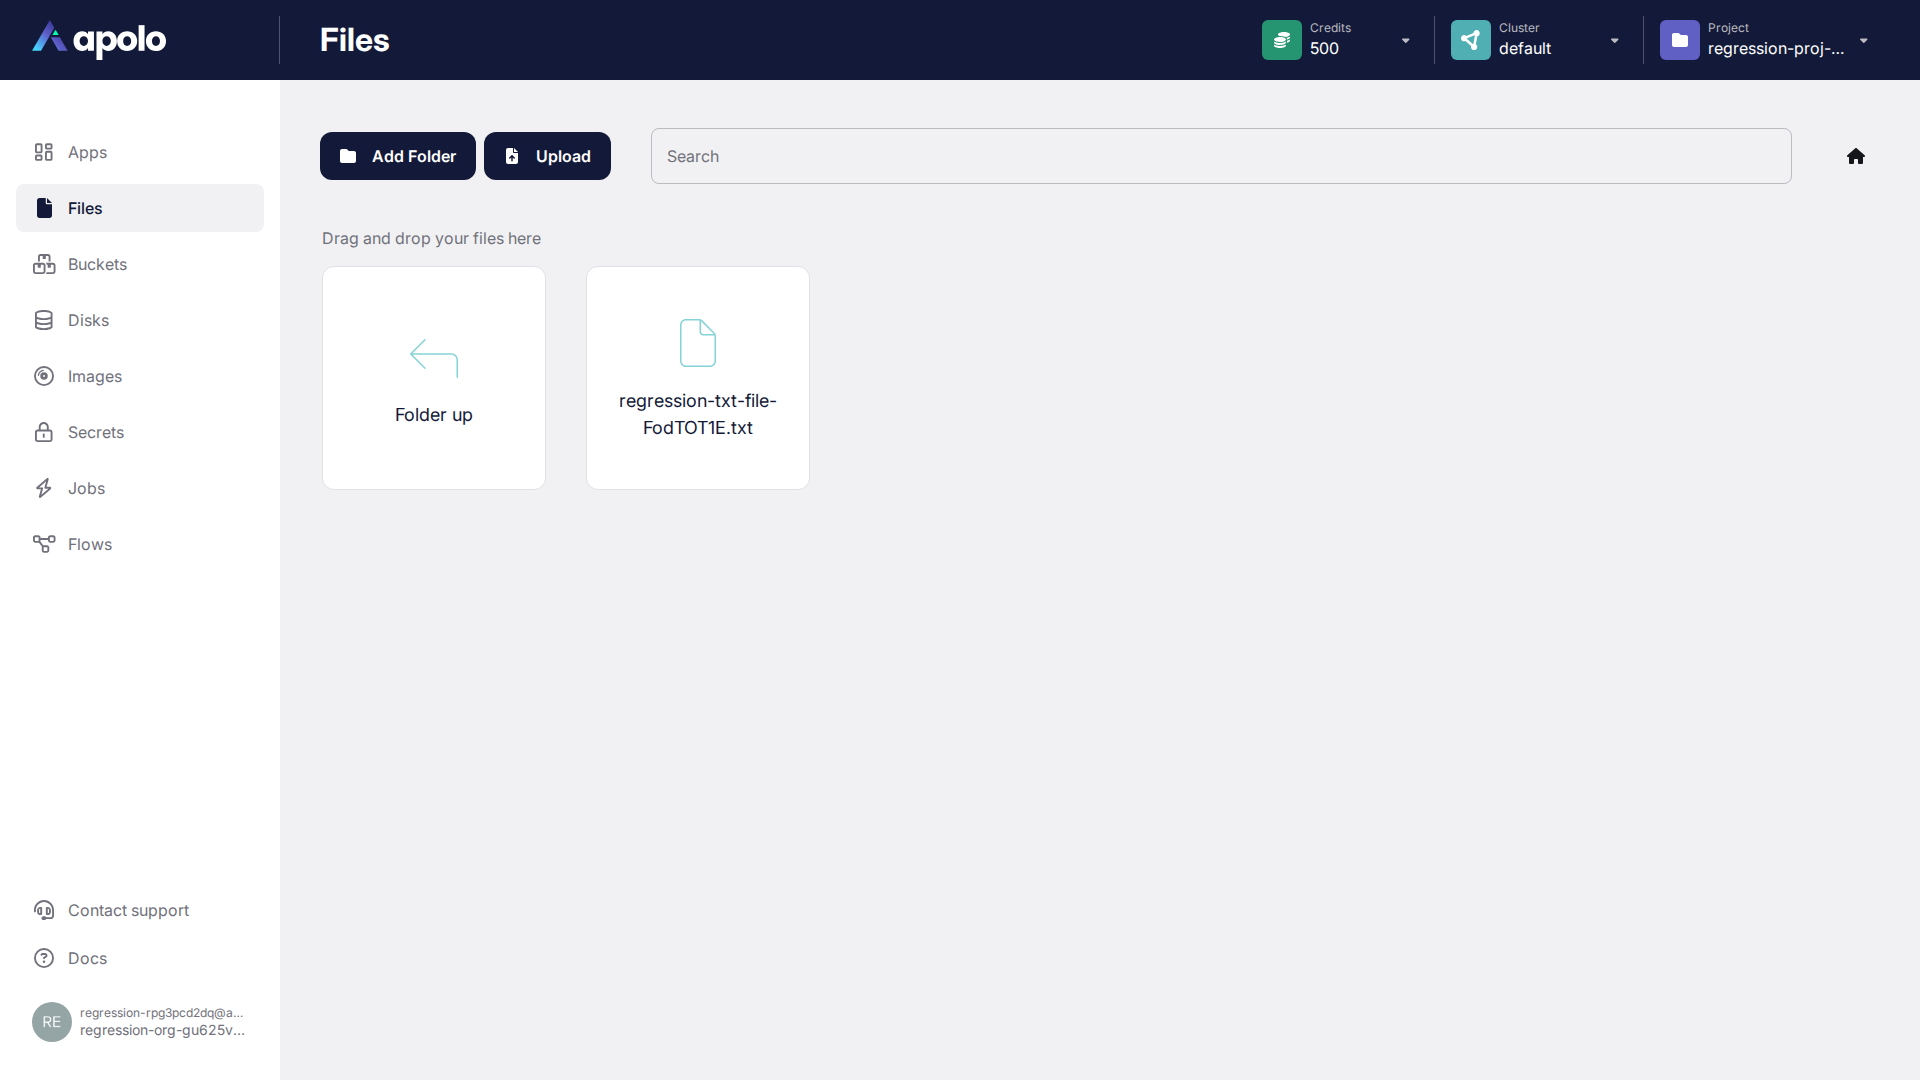 apolo
Files
Credits
500
Cluster
default
Project
regression-proj-...
Apps
Files
Buckets
Disks
Images
Secrets
Jobs
Flows
Contact support
Docs
RE
regression-rpg3pcd2dq@a...
regression-org-gu625v...
Add Folder
Upload
Search
Drag and drop your files here
Folder up
regression-txt-file-
FodTOT1E.txt